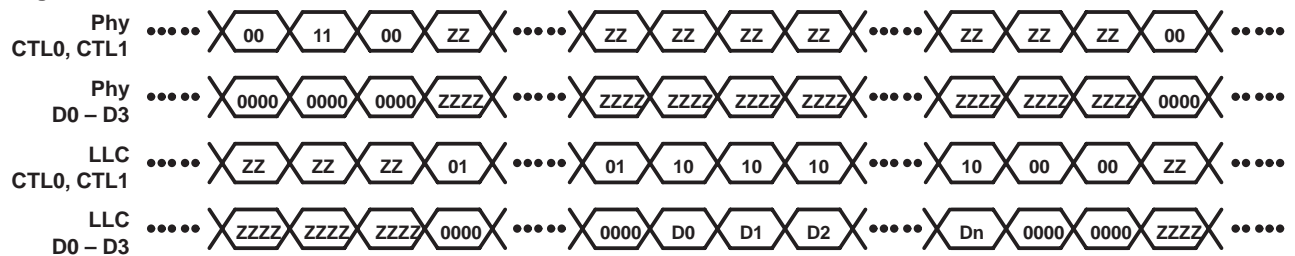 Phy
CTL0, CTL1
00 11 00 ZZ ZZ ZZ ZZ ZZ ZZ ZZ ZZ 00
Phy
D0 – D3
0000 0000 0000 ZZZZ ZZZZ ZZZZ ZZZZ ZZZZ ZZZZ ZZZZ ZZZZ 0000
LLC
CTL0, CTL1
ZZ ZZ ZZ 01 01 10 10 10 10 00 00 ZZ
LLC
D0 – D3
ZZZZ ZZZZ ZZZZ 0000 0000 D0 D1 D2 Dn 0000 0000 ZZZZ